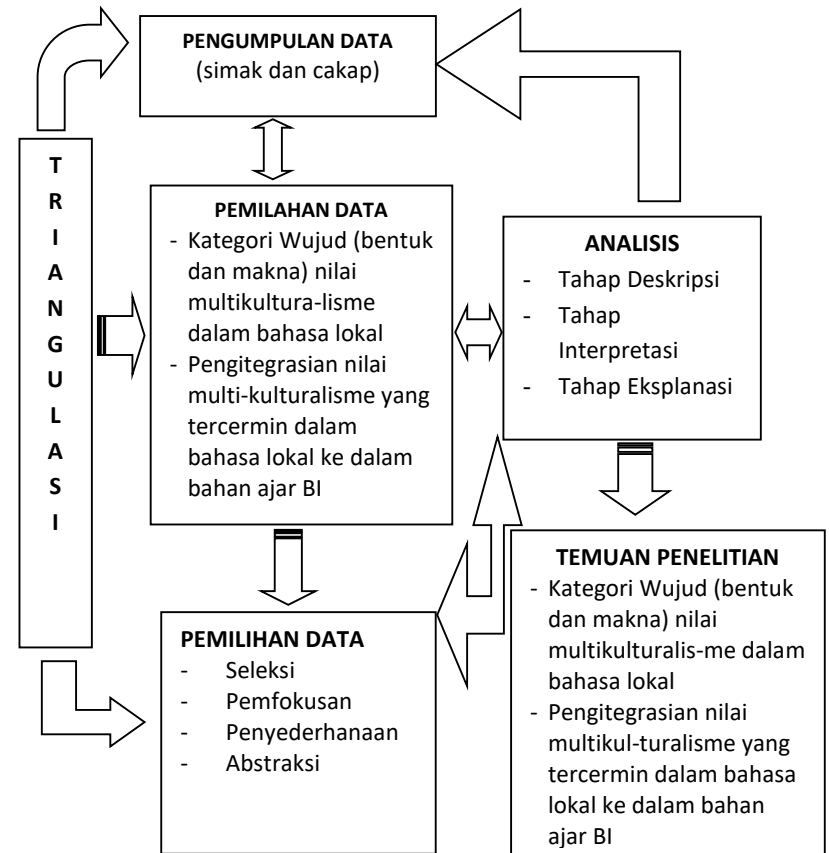 PENGUMPULAN DATA
(simak dan cakap)
T
R
I
A
N
G
U
L
A
S
I
PEMILAHAN DATA
- Kategori Wujud (bentuk
dan makna) nilai
multikultura-lisme
dalam bahasa lokal
- Pengitegrasian nilai
multi-kulturalisme yang
tercermin dalam
bahasa lokal ke dalam
bahan ajar BI
ANALISIS
- Tahap Deskripsi
- Tahap
Interpretasi
- Tahap Eksplanasi
PEMILIHAN DATA
- Seleksi
- Pemfokusan
- Penyederhanaan
- Abstraksi
TEMUAN PENELITIAN
- Kategori Wujud (bentuk
dan makna) nilai
multikulturalis-me dalam
bahasa lokal
- Pengitegrasian nilai
multikul-turalisme yang
tercermin dalam bahasa
lokal ke dalam bahan
ajar BI